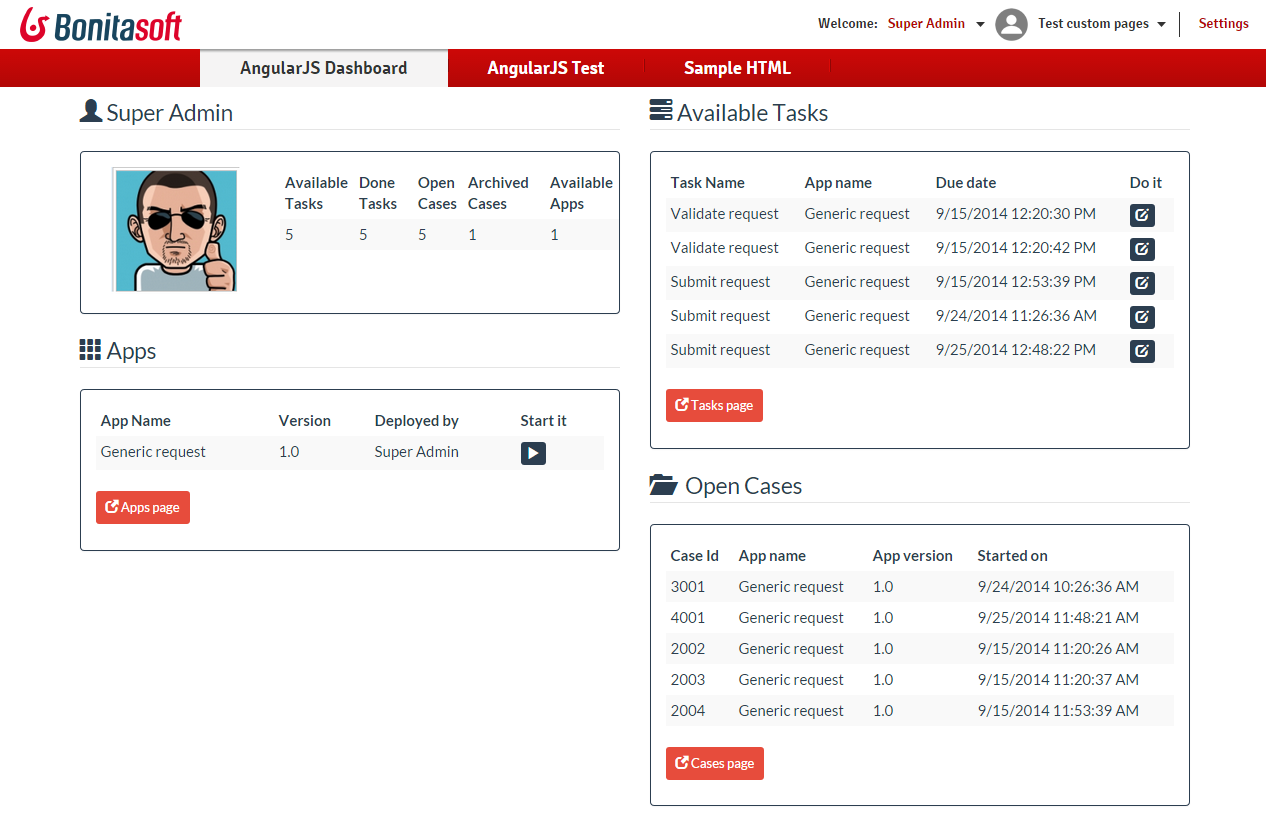 Bonitasoft
Welcome: Super Admin Test custom pages Settings
AngularJS Dashboard AngularJS Test Sample HTML
Super Admin
Available Tasks Done Tasks Open Cases Archived Cases Available Apps
5 5 5 1 1
Apps
App Name Version Deployed by Start it
Generic request 1.0 Super Admin
Apps page
Available Tasks
Task Name App name Due date Do it
Validate request Generic request 9/15/2014 12:20:30 PM
Validate request Generic request 9/15/2014 12:20:42 PM
Submit request Generic request 9/15/2014 12:53:39 PM
Submit request Generic request 9/24/2014 11:26:36 AM
Submit request Generic request 9/25/2014 12:48:22 PM
Tasks page
Open Cases
Case Id App name App version Started on
3001 Generic request 1.0 9/24/2014 10:26:36 AM
4001 Generic request 1.0 9/25/2014 11:48:21 AM
2002 Generic request 1.0 9/15/2014 11:20:26 AM
2003 Generic request 1.0 9/15/2014 11:20:37 AM
2004 Generic request 1.0 9/15/2014 11:53:39 AM
Cases page